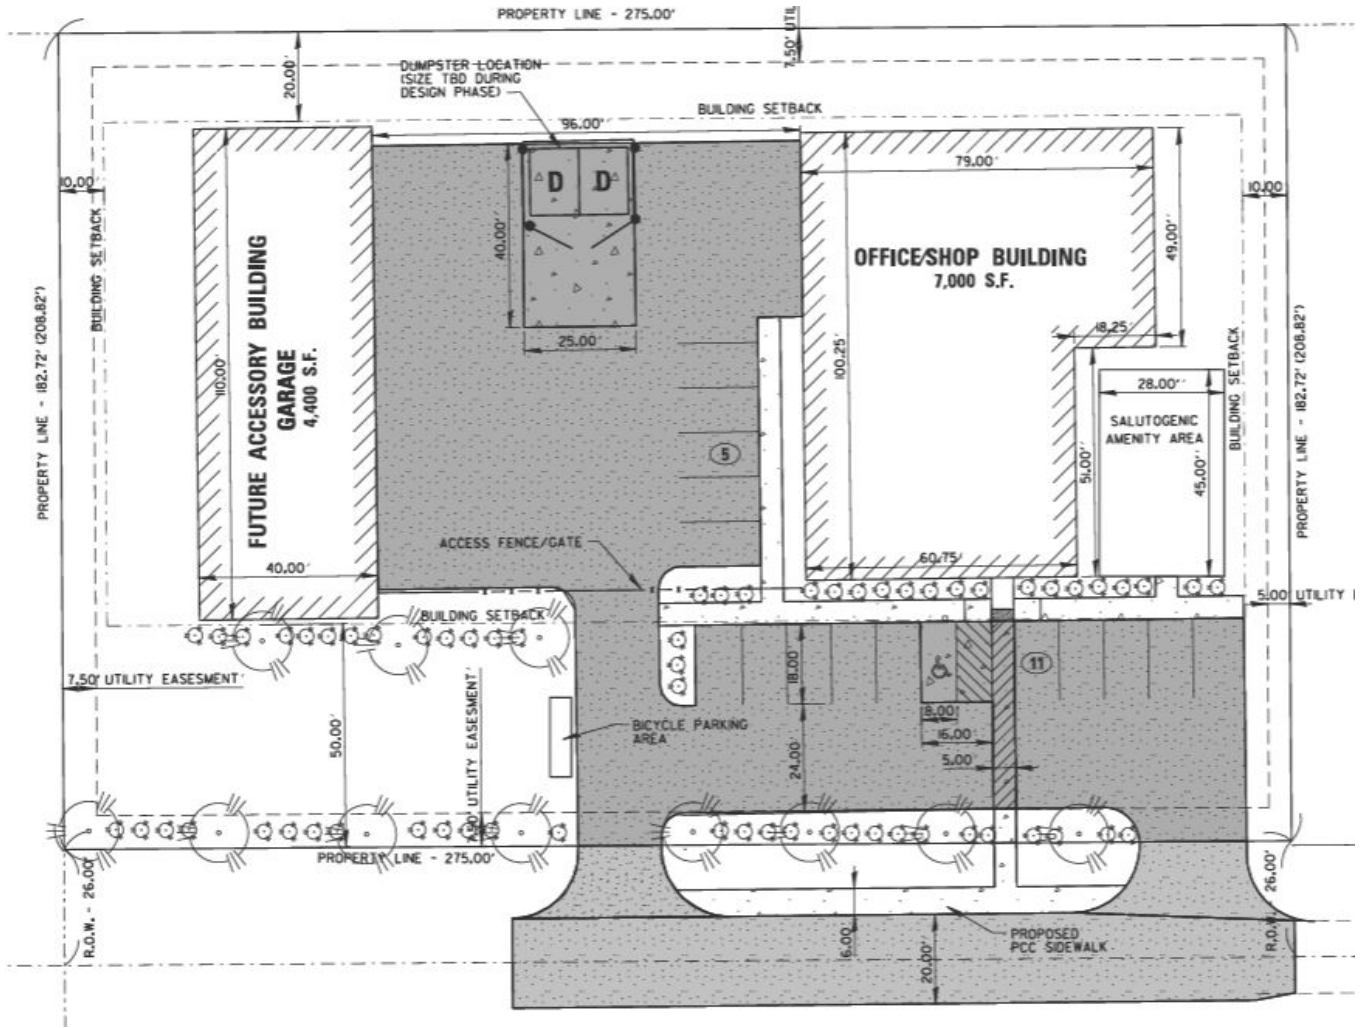 PROPERTY LINE - 275.00'
7.50' UTIL
20.00'
DUMPSTER LOCATION
(SIZE TBD DURING
DESIGN PHASE)
BUILDING SETBACK
96.00'
79.00'
10.00'
10.00
D D
40.00'
25.00'
49.00'
OFFICE/SHOP BUILDING
7,000 S.F.
18.25'
BUILDING SETBACK
PROPERTY LINE - 182.72' (208.82')
110.00'
FUTURE ACCESSORY BUILDING
GARAGE
4,400 S.F.
100.25'
28.00'
SALUTOGENIC
AMENITY AREA
51.00'
45.00'
BUILDING SETBACK
PROPERTY LINE - 182.72' (208.82')
5
ACCESS FENCE/GATE
40.00'
60.75'
BUILDING SETBACK
5.00' UTILITY
7.50' UTILITY EASESMENT
18.00'
11
8.00'
16.00'
5.00'
BICYCLE PARKING
AREA
50.00'
7.50' UTILITY EASESMENT
24.00'
PROPERTY LINE - 275.00'
R.O.W. - 26.00'
R.O.W. 26.00'
6.00'
20.00'
PROPOSED
PCC SIDEWALK